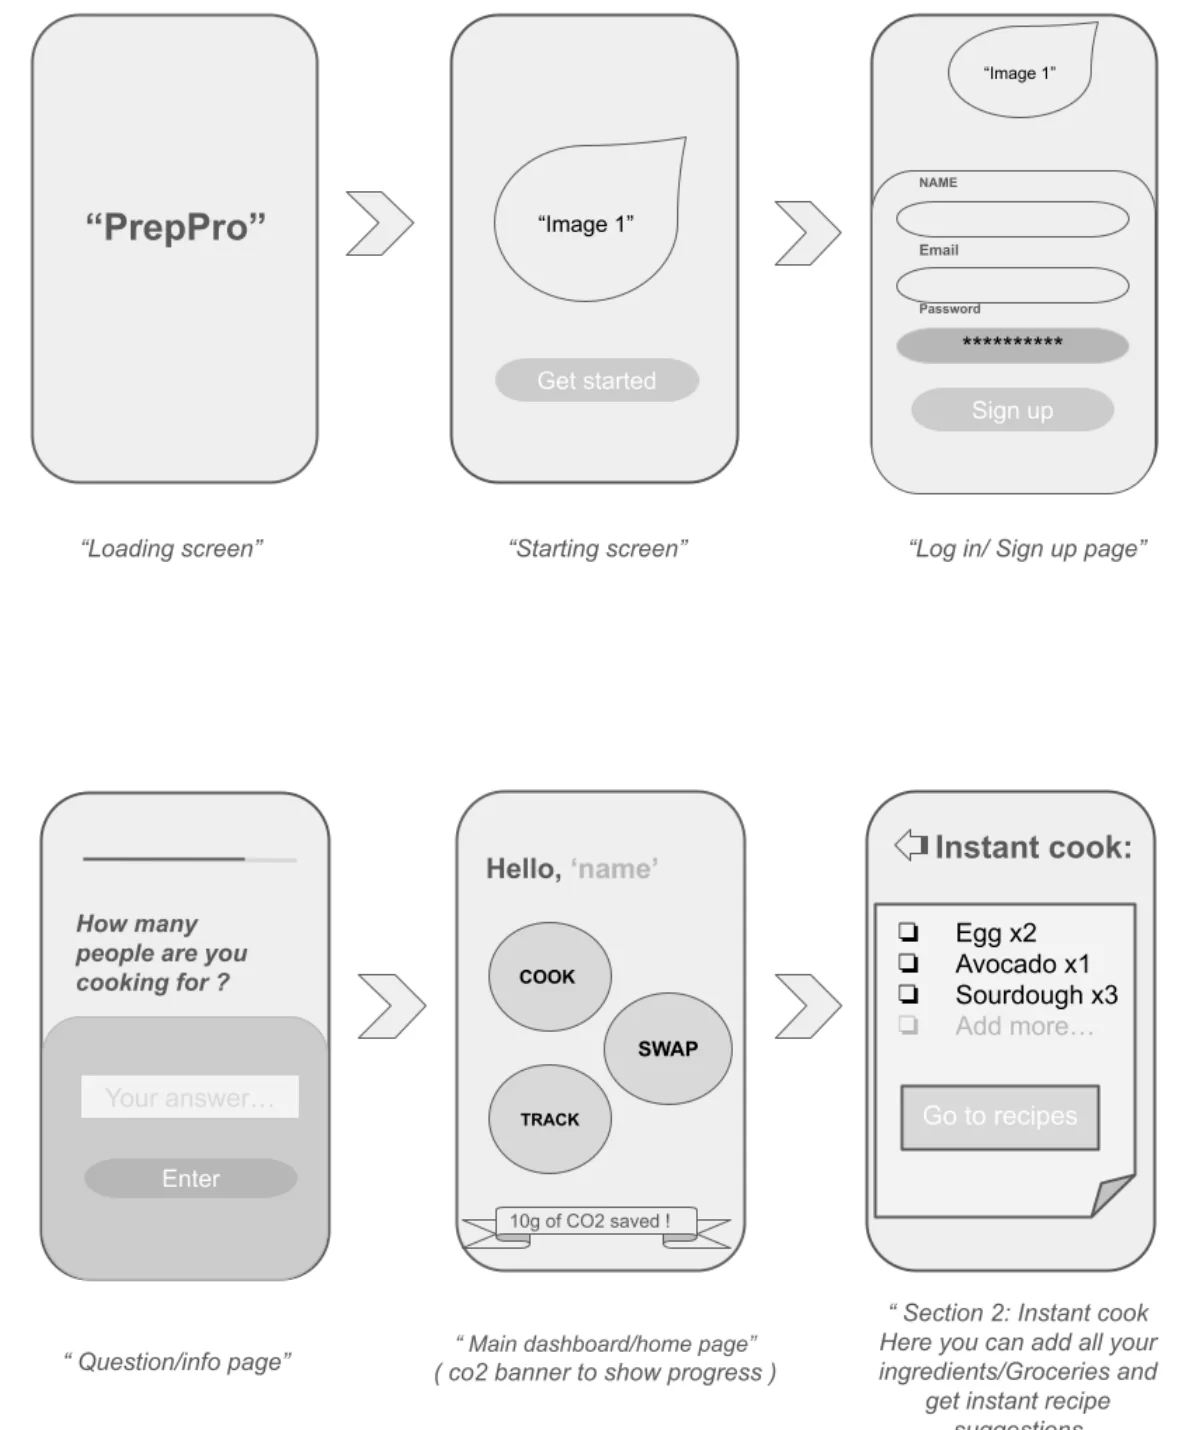 “PrepPro”
“Image 1”
Get started
“Image 1”
NAME
Email
Password
**********
Sign up
“Loading screen”
“Starting screen”
“Log in/ Sign up page”
How many
people are you
cooking for ?
Your answer…
Enter
Hello, ‘name’
COOK
SWAP
TRACK
10g of CO2 saved !
Instant cook:
Egg x2
Avocado x1
Sourdough x3
Add more…
Go to recipes
“ Question/info page”
“ Main dashboard/home page”
( co2 banner to show progress )
“ Section 2: Instant cook
Here you can add all your
ingredients/Groceries and
get instant recipe
suggestions